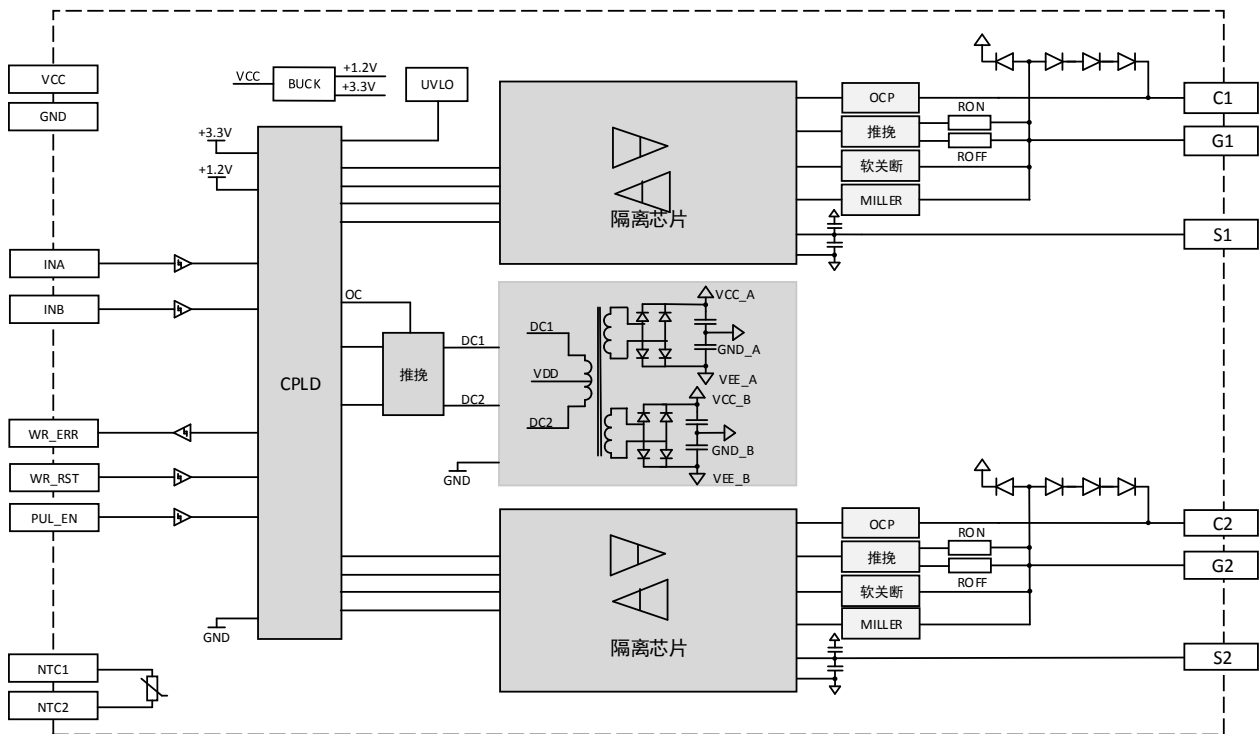 VCC
GND
VCC
BUCK
+1.2V
+3.3V
UVLO
+3.3V
+1.2V
INA
INB
WR_ERR
WR_RST
PUL_EN
GND
NTC1
NTC2
CPLD
OC
推挽
DC1
DC2
GND
隔离芯片
OCP
推挽
软关断
MILLER
RON
ROFF
C1
G1
S1
DC1
VDD
DC2
VCC_A
GND_A
VEE_A
VCC_B
GND_B
VEE_B
隔离芯片
OCP
推挽
软关断
MILLER
RON
ROFF
C2
G2
S2